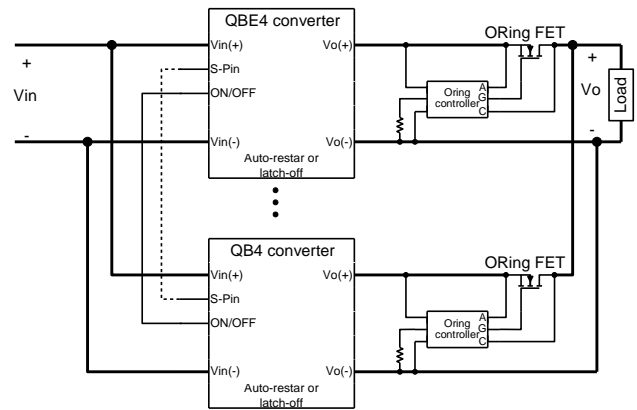 QBE4 converter
ORing FET
Vin(+)
Vo(+)
+
Vin
-
S-Pin
ON/OFF
Oring
controller
A
G
C
+
Vo
-
Load
Vin(-)
Vo(-)
Auto-restar or
latch-off
QB4 converter
ORing FET
Vin(+)
Vo(+)
S-Pin
ON/OFF
Oring
controller
A
G
C
Vin(-)
Vo(-)
Auto-restar or
latch-off